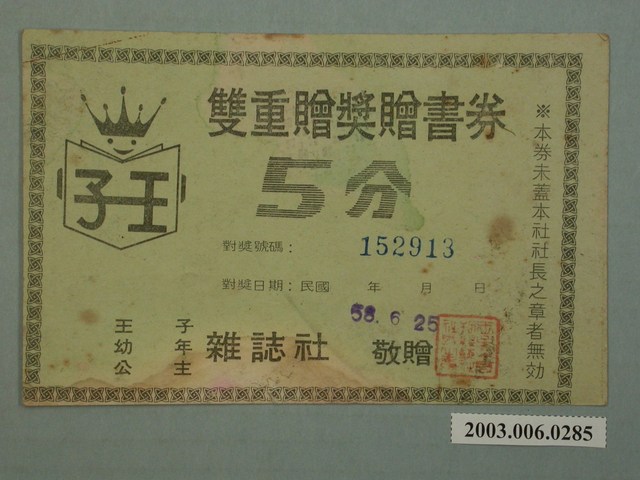 雙重贈獎贈書券
5分
王子
對獎號碼: 152913
對獎日期:民國 年 月 日
58. 6 25
王子
幼年 雜誌社 敬贈
公主
※本券未蓋本社社長之章者無効
2003.006.0285